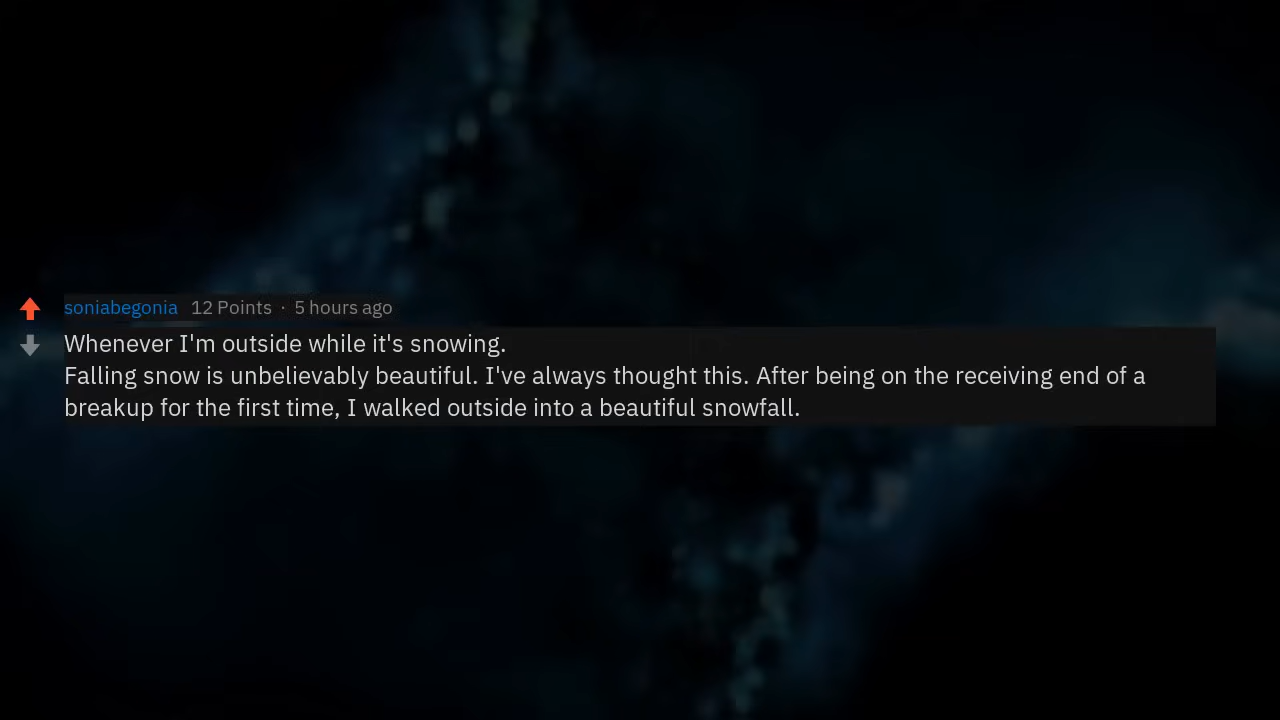 soniabegonia 12 Points · 5 hours ago
Whenever I'm outside while it's snowing.
Falling snow is unbelievably beautiful. I've always thought this. After being on the receiving end of a
breakup for the first time, I walked outside into a beautiful snowfall.